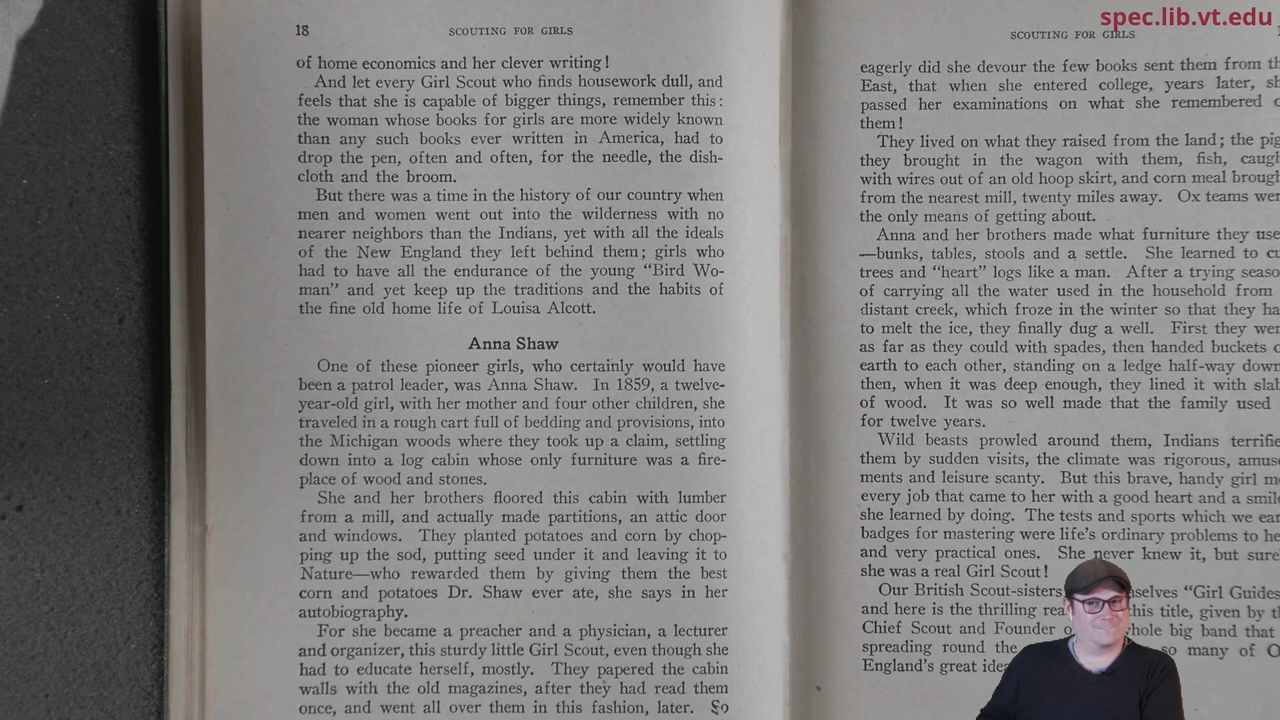 spec.lib.vt.edu
18 SCOUTING FOR GIRLS
of home economics and her clever writing!
And let every Girl Scout who finds housework dull, and
feels that she is capable of bigger things, remember this:
the woman whose books for girls are more widely known
than any such books ever written in America, had to
drop the pen, often and often, for the needle, the dish-
cloth and the broom.
But there was a time in the history of our country when
men and women went out into the wilderness with no
nearer neighbors than the Indians, yet with all the ideals
of the New England they left behind them; girls who
had to have all the endurance of the young “Bird Wo-
man” and yet keep up the traditions and the habits of
the fine old home life of Louisa Alcott.
Anna Shaw
One of these pioneer girls, who certainly would have
been a patrol leader, was Anna Shaw. In 1859, a twelve-
year-old girl, with her mother and four other children, she
traveled in a rough cart full of bedding and provisions, into
the Michigan woods where they took up a claim, settling
down into a log cabin whose only furniture was a fire-
place of wood and stones.
She and her brothers floored this cabin with lumber
from a mill, and actually made partitions, an attic door
and windows. They planted potatoes and corn by chop-
ping up the sod, putting seed under it and leaving it to
Nature—who rewarded them by giving them the best
corn and potatoes Dr. Shaw ever ate, she says in her
autobiography.
For she became a preacher and a physician, a lecturer
and organizer, this sturdy little Girl Scout, even though she
had to educate herself, mostly. They papered the cabin
walls with the old magazines, after they had read them
once, and went all over them in this fashion, later. So
SCOUTING FOR GIRLS
eagerly did she devour the few books sent them from
East, that when she entered college, years later,
passed her examinations on what she remembered
them!
They lived on what they raised from the land; the
they brought in the wagon with them, fish,
with wires out of an old hoop skirt, and corn meal
from the nearest mill, twenty miles away. Ox teams
the only means of getting about.
Anna and her brothers made what furniture they
—bunks, tables, stools and a settle. She learned to
trees and “heart” logs like a man. After a trying
of carrying all the water used in the household from
distant creek, which froze in the winter so that they
to melt the ice, they finally dug a well. First they
as far as they could with spades, then handed buckets
earth to each other, standing on a ledge half-way down
then, when it was deep enough, they lined it with
of wood. It was so well made that the family used
for twelve years.
Wild beasts prowled around them, Indians
them by sudden visits, the climate was rigorous,
ments and leisure scanty. But this brave, handy girl
every job that came to her with a good heart and a
she learned by doing. The tests and sports which we
badges for mastering were life's ordinary problems to
and very practical ones. She never knew it, but
she was a real Girl Scout!
Our British Scout-sisters “Girl
and here is the thrilling this title, given by
Chief Scout and Founder whole big band that
spreading round the so many of
England's great